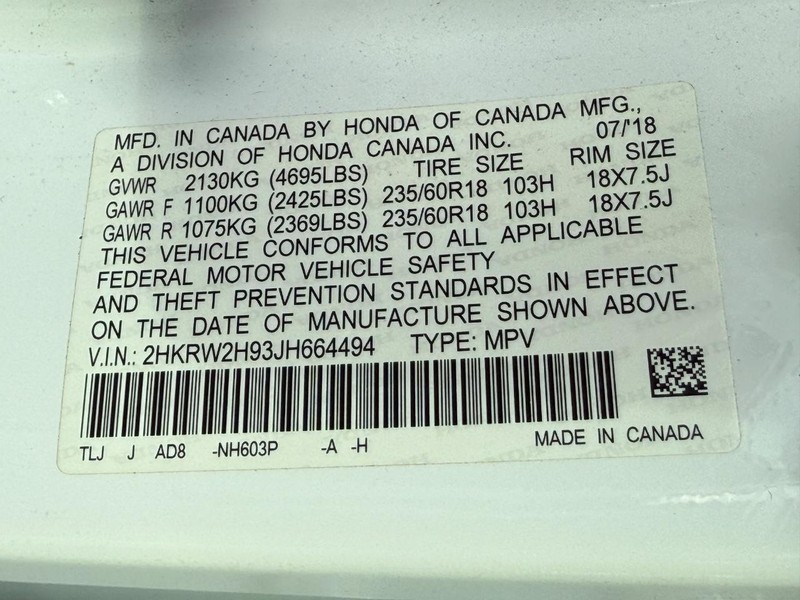 MFD. IN CANADA BY HONDA OF CANADA MFG.,
A DIVISION OF HONDA CANADA INC. 07/'18
GVWR 2130KG (4695LBS) TIRE SIZE RIM SIZE
GAWR F 1100KG (2425LBS) 235/60R18 103H 18X7.5J
GAWR R 1075KG (2369LBS) 235/60R18 103H 18X7.5J
THIS VEHICLE CONFORMS TO ALL APPLICABLE
FEDERAL MOTOR VEHICLE SAFETY
AND THEFT PREVENTION STANDARDS IN EFFECT
ON THE DATE OF MANUFACTURE SHOWN ABOVE.
V.I.N.: 2HKRW2H93JH664494 TYPE: MPV
TLJ J AD8 -NH603P -A -H MADE IN CANADA